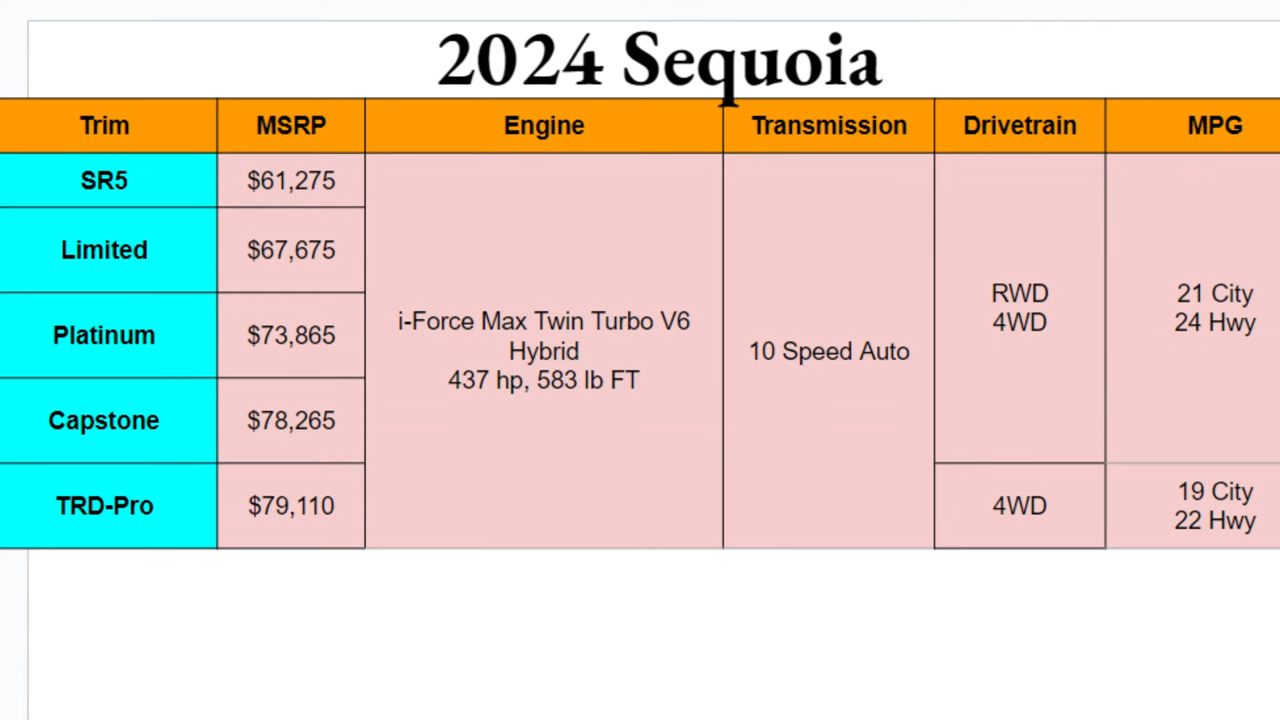 2024 Sequoia
Trim MSRP Engine Transmission Drivetrain MPG
SR5 $61,275
Limited $67,675
Platinum $73,865
Capstone $78,265
TRD-Pro $79,110
i-Force Max Twin Turbo V6
Hybrid
437 hp, 583 lb FT
10 Speed Auto
RWD
4WD
21 City
24 Hwy
4WD
19 City
22 Hwy